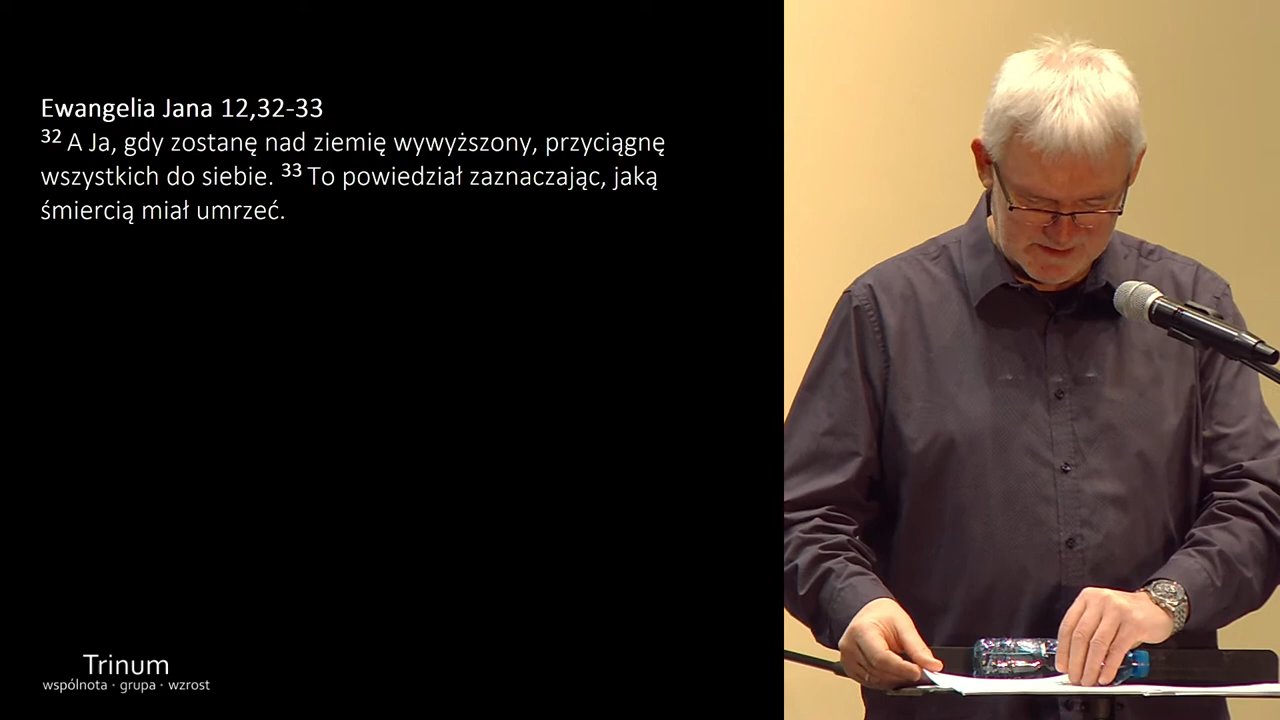 Ewangelia Jana 12,32-33
32 A Ja, gdy zostanę nad ziemię wywyższony, przyciągnę
wszystkich do siebie. 33 To powiedział zaznaczając, jaką
śmiercią miał umrzeć.
Trinum
wspólnota · grupa · wzrost